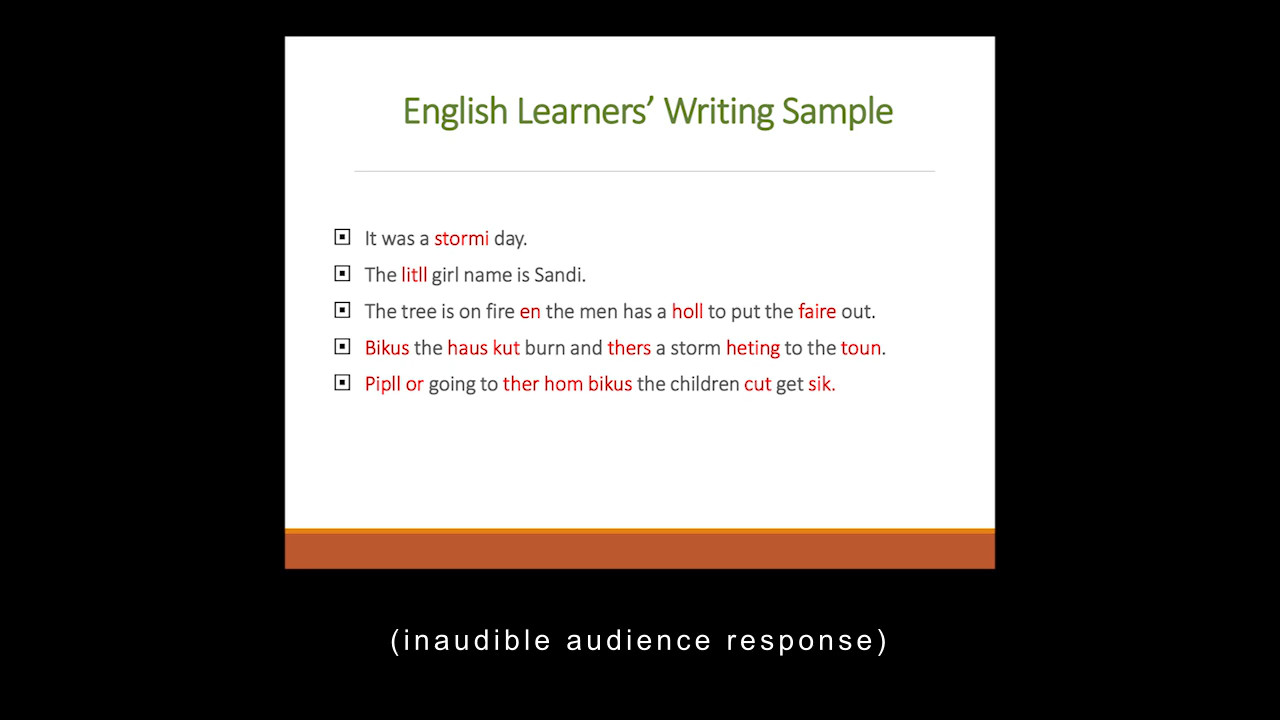 English Learners’ Writing Sample
It was a stormi day.
The litll girl name is Sandi.
The tree is on fire en the men has a holl to put the faire out.
Bikus the haus kut burn and thers a storm heting to the toun.
Pipll or going to ther hom bikus the children cut get sik.
(inaudible audience response)